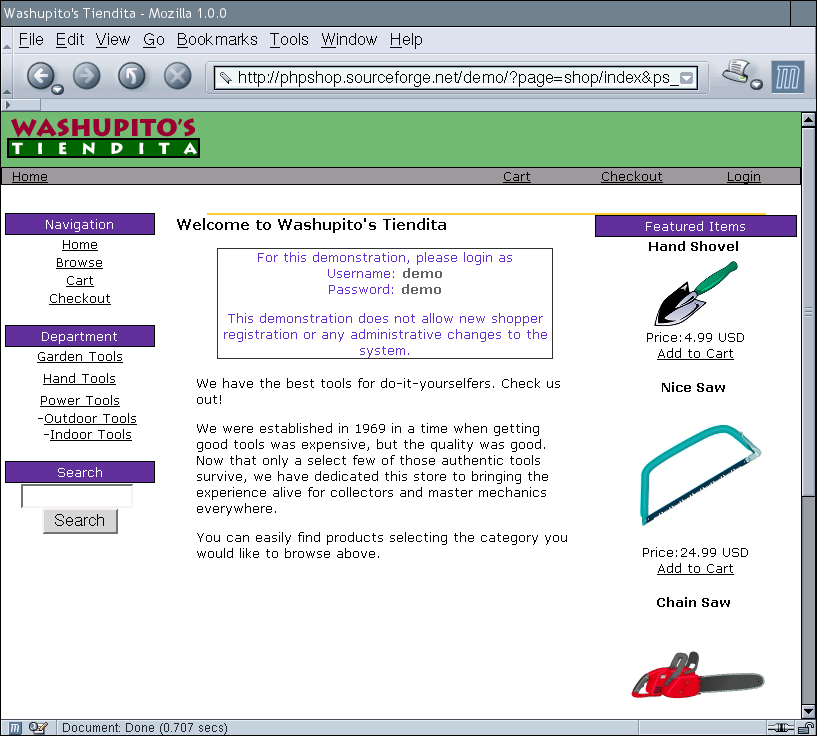 Washupito's Tiendita - Mozilla 1.0.0
File Edit View Go Bookmarks Tools Window Help
http://phpshop.sourceforge.net/demo/?page=shop/index&ps_
m
WASHUPITO'S
TIENDITA
Home Cart Checkout Login
Navigation
Home
Browse
Cart
Checkout
Department
Garden Tools
Hand Tools
Power Tools
-Outdoor Tools
-Indoor Tools
Search
Search
Welcome to Washupito's Tiendita
For this demonstration, please login as
Username: demo
Password: demo
This demonstration does not allow new shopper
registration or any administrative changes to the
system.
We have the best tools for do-it-yourselfers. Check us
out!
We were established in 1969 in a time when getting
good tools was expensive, but the quality was good.
Now that only a select few of those authentic tools
survive, we have dedicated this store to bringing the
experience alive for collectors and master mechanics
everywhere.
You can easily find products selecting the category you
would like to browse above.
Featured Items
Hand Shovel
Price:4.99 USD
Add to Cart
Nice Saw
Price:24.99 USD
Add to Cart
Chain Saw
m
Document: Done (0.707 secs)